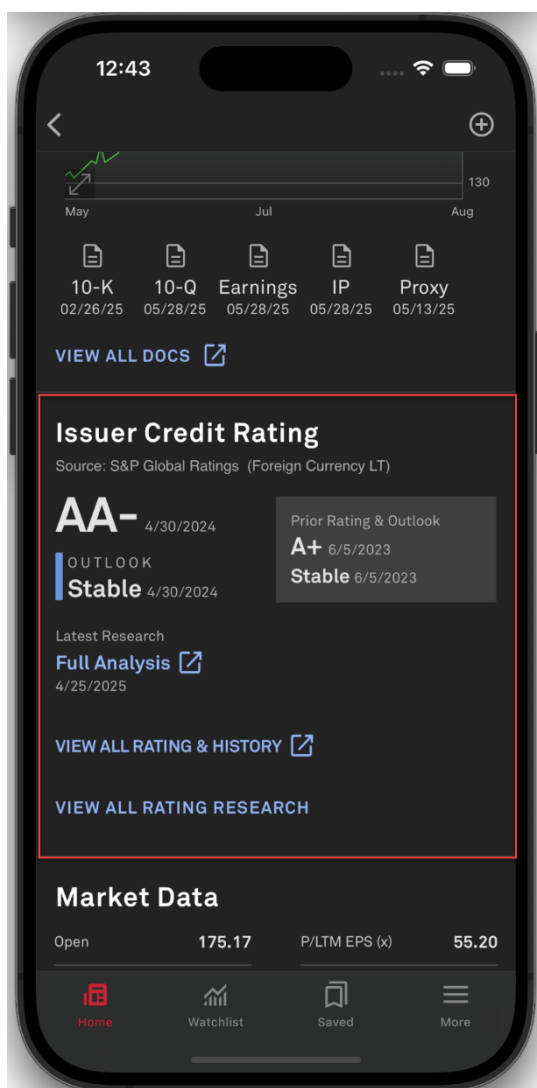 12:43
130
May Jul Aug
10-K 10-Q Earnings IP Proxy
02/26/25 05/28/25 05/28/25 05/28/25 05/13/25
VIEW ALL DOCS
Issuer Credit Rating
Source: S&P Global Ratings (Foreign Currency LT)
AA- 4/30/2024
OUTLOOK
Stable 4/30/2024
Prior Rating & Outlook
A+ 6/5/2023
Stable 6/5/2023
Latest Research
Full Analysis
4/25/2025
VIEW ALL RATING & HISTORY
VIEW ALL RATING RESEARCH
Market Data
Open 175.17 P/LTM EPS (x) 55.20
Home Watchlist Saved More